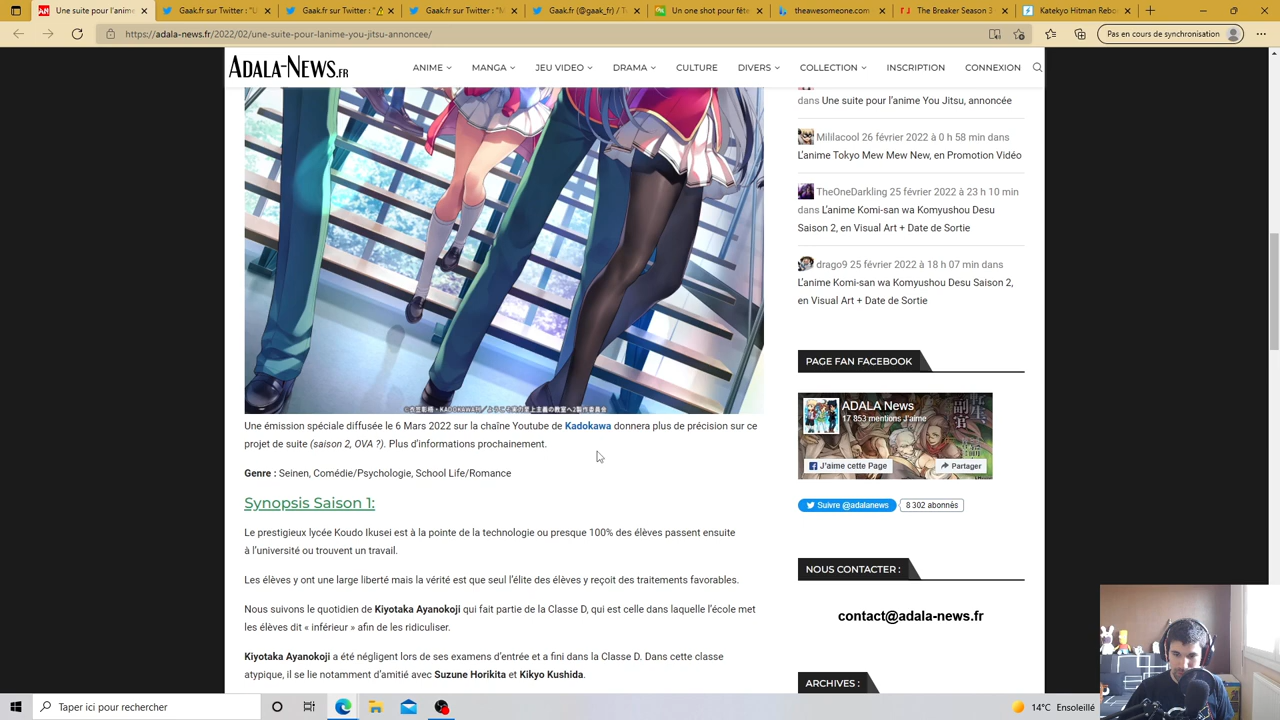 Une suite pour l'anime
Gaak.fr sur Twitter : "U
Gaak.fr sur Twitter : "⚠
Gaak.fr sur Twitter : "M
Gaak.fr (@gaak_fr) / T
Un one shot pour fête
theawesomeone.com
The Breaker Season 3
Katekyo Hitman Rebo
https://adala-news.fr/2022/02/une-suite-pour-lanime-you-jitsu-annoncee/
Pas en cours de synchronisation
ADALA-NEWS.FR
ANIME
MANGA
JEU VIDEO
DRAMA
CULTURE
DIVERS
COLLECTION
INSCRIPTION
CONNEXION
dans Une suite pour l'anime You Jitsu, annoncée
Mililacool 26 février 2022 à 0 h 58 min dans
L'anime Tokyo Mew Mew New, en Promotion Vidéo
TheOneDarkling 25 février 2022 à 23 h 10 min
dans L'anime Komi-san wa Komyushou Desu
Saison 2, en Visual Art + Date de Sortie
drago9 25 février 2022 à 18 h 07 min dans
L'anime Komi-san wa Komyushou Desu Saison 2,
en Visual Art + Date de Sortie
PAGE FAN FACEBOOK
ADALA News
17 853 mentions J'aime
J'aime cette Page
Partager
Suivre @adalanews
8 302 abonnés
NOUS CONTACTER :
contact@adala-news.fr
ARCHIVES :
Une émission spéciale diffusée le 6 Mars 2022 sur la chaîne Youtube de Kadokawa donnera plus de précision sur ce
projet de suite (saison 2, OVA ?). Plus d'informations prochainement.
Genre : Seinen, Comédie/Psychologie, School Life/Romance
Synopsis Saison 1:
Le prestigieux lycée Koudo Ikusei est à la pointe de la technologie ou presque 100% des élèves passent ensuite
à l'université ou trouvent un travail.
Les élèves y ont une large liberté mais la vérité est que seul l'élite des élèves y reçoit des traitements favorables.
Nous suivons le quotidien de Kiyotaka Ayanokoji qui fait partie de la Classe D, qui est celle dans laquelle l'école met
les élèves dit « inférieur » afin de les ridiculiser.
Kiyotaka Ayanokoji a été négligent lors de ses examens d'entrée et a fini dans la Classe D. Dans cette classe
atypique, il se lie notamment d'amitié avec Suzune Horikita et Kikyo Kushida.
Taper ici pour rechercher
14°C Ensoleillé